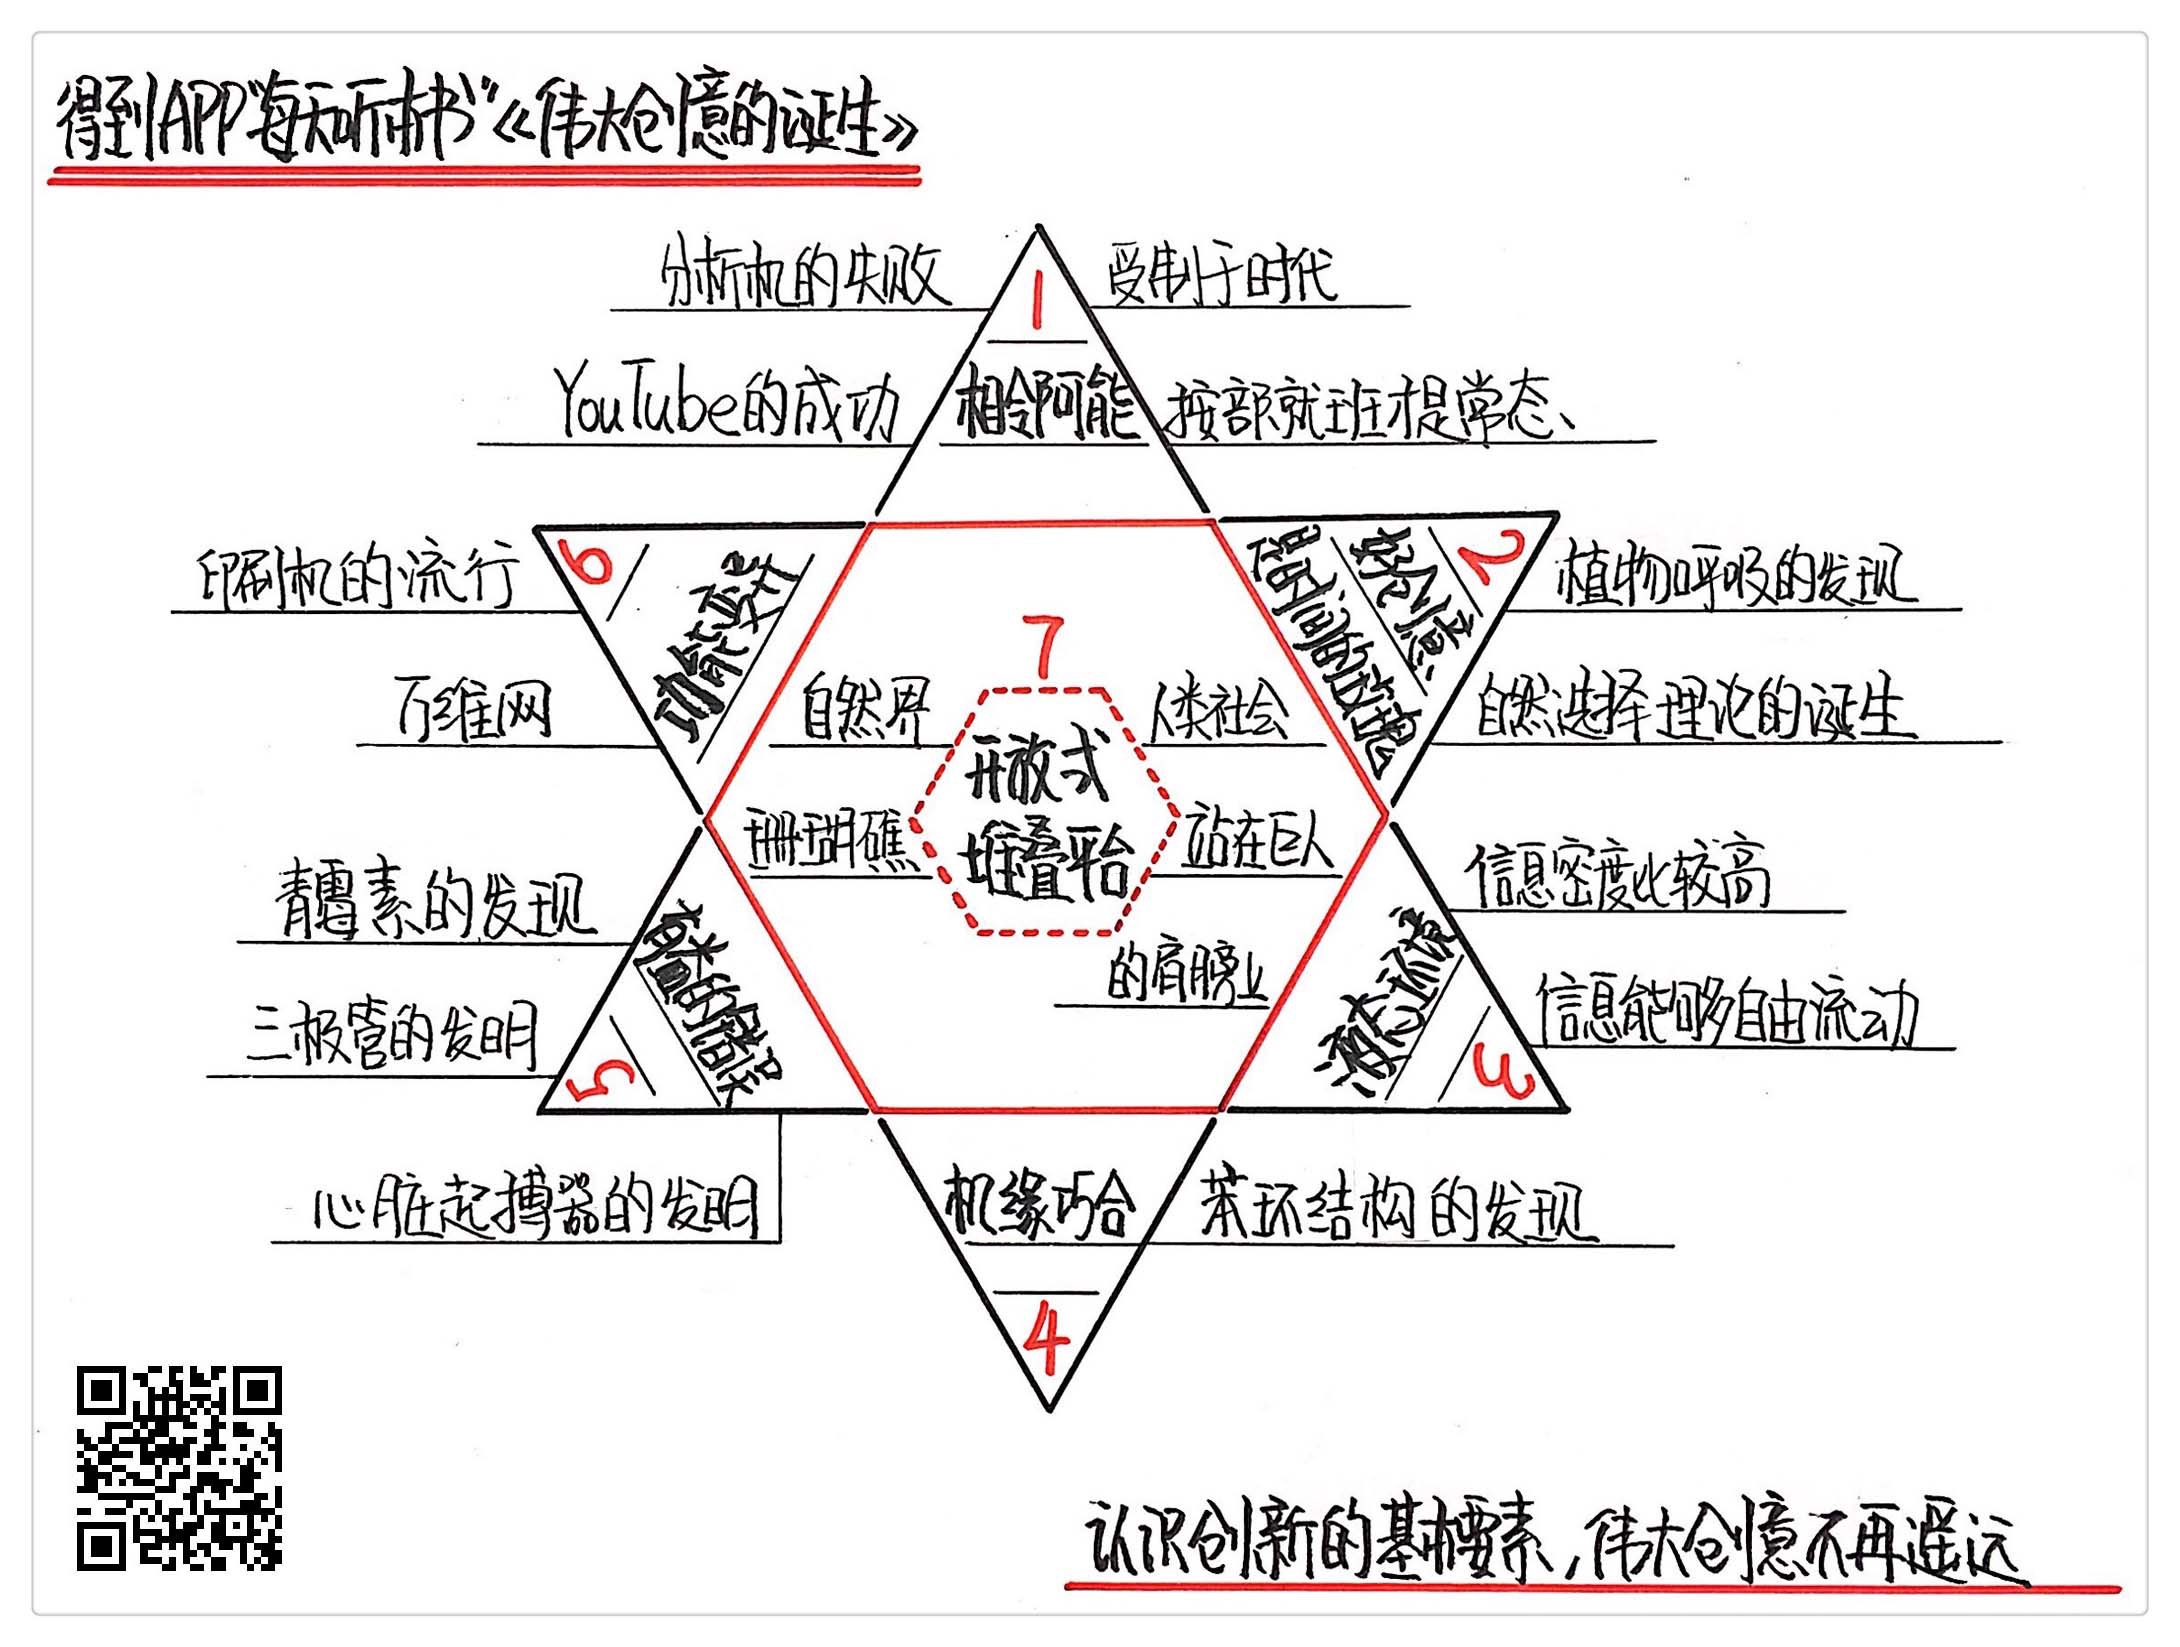 得到APP“每天听本书”《伟大创意的诞生》
1
相邻可能
分析机的失败
YouTube的成功
受制于时代
按部就班才是常态、
2
好创意
植物呼吸的发现
自然选择理论的诞生
3
液态环境
信息密度比较高
信息能够自由流动
4
机缘巧合
苯环结构的发现
5
有益的错误
青霉素的发现
三极管的发明
心脏起搏器的发明
6
功能变异
印刷机的流行
万维网
7
开放式
堆叠平台
自然界
珊瑚礁
人类社会
站在巨人
的肩膀上
认识创新的基本要素，伟大创意不再遥远